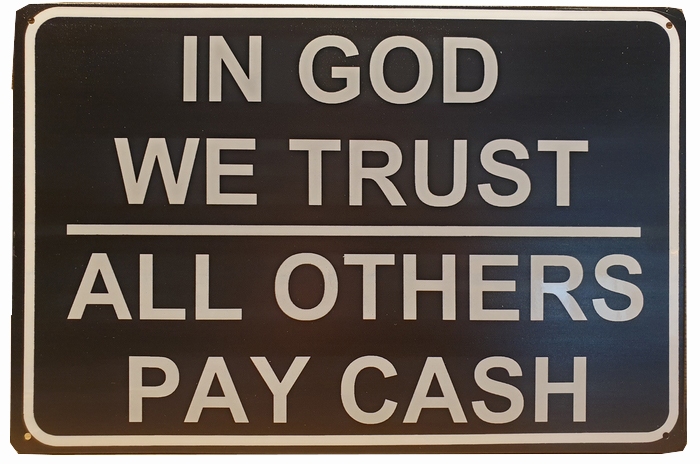 IN GOD
WE TRUST
ALL OTHERS
PAY CASH